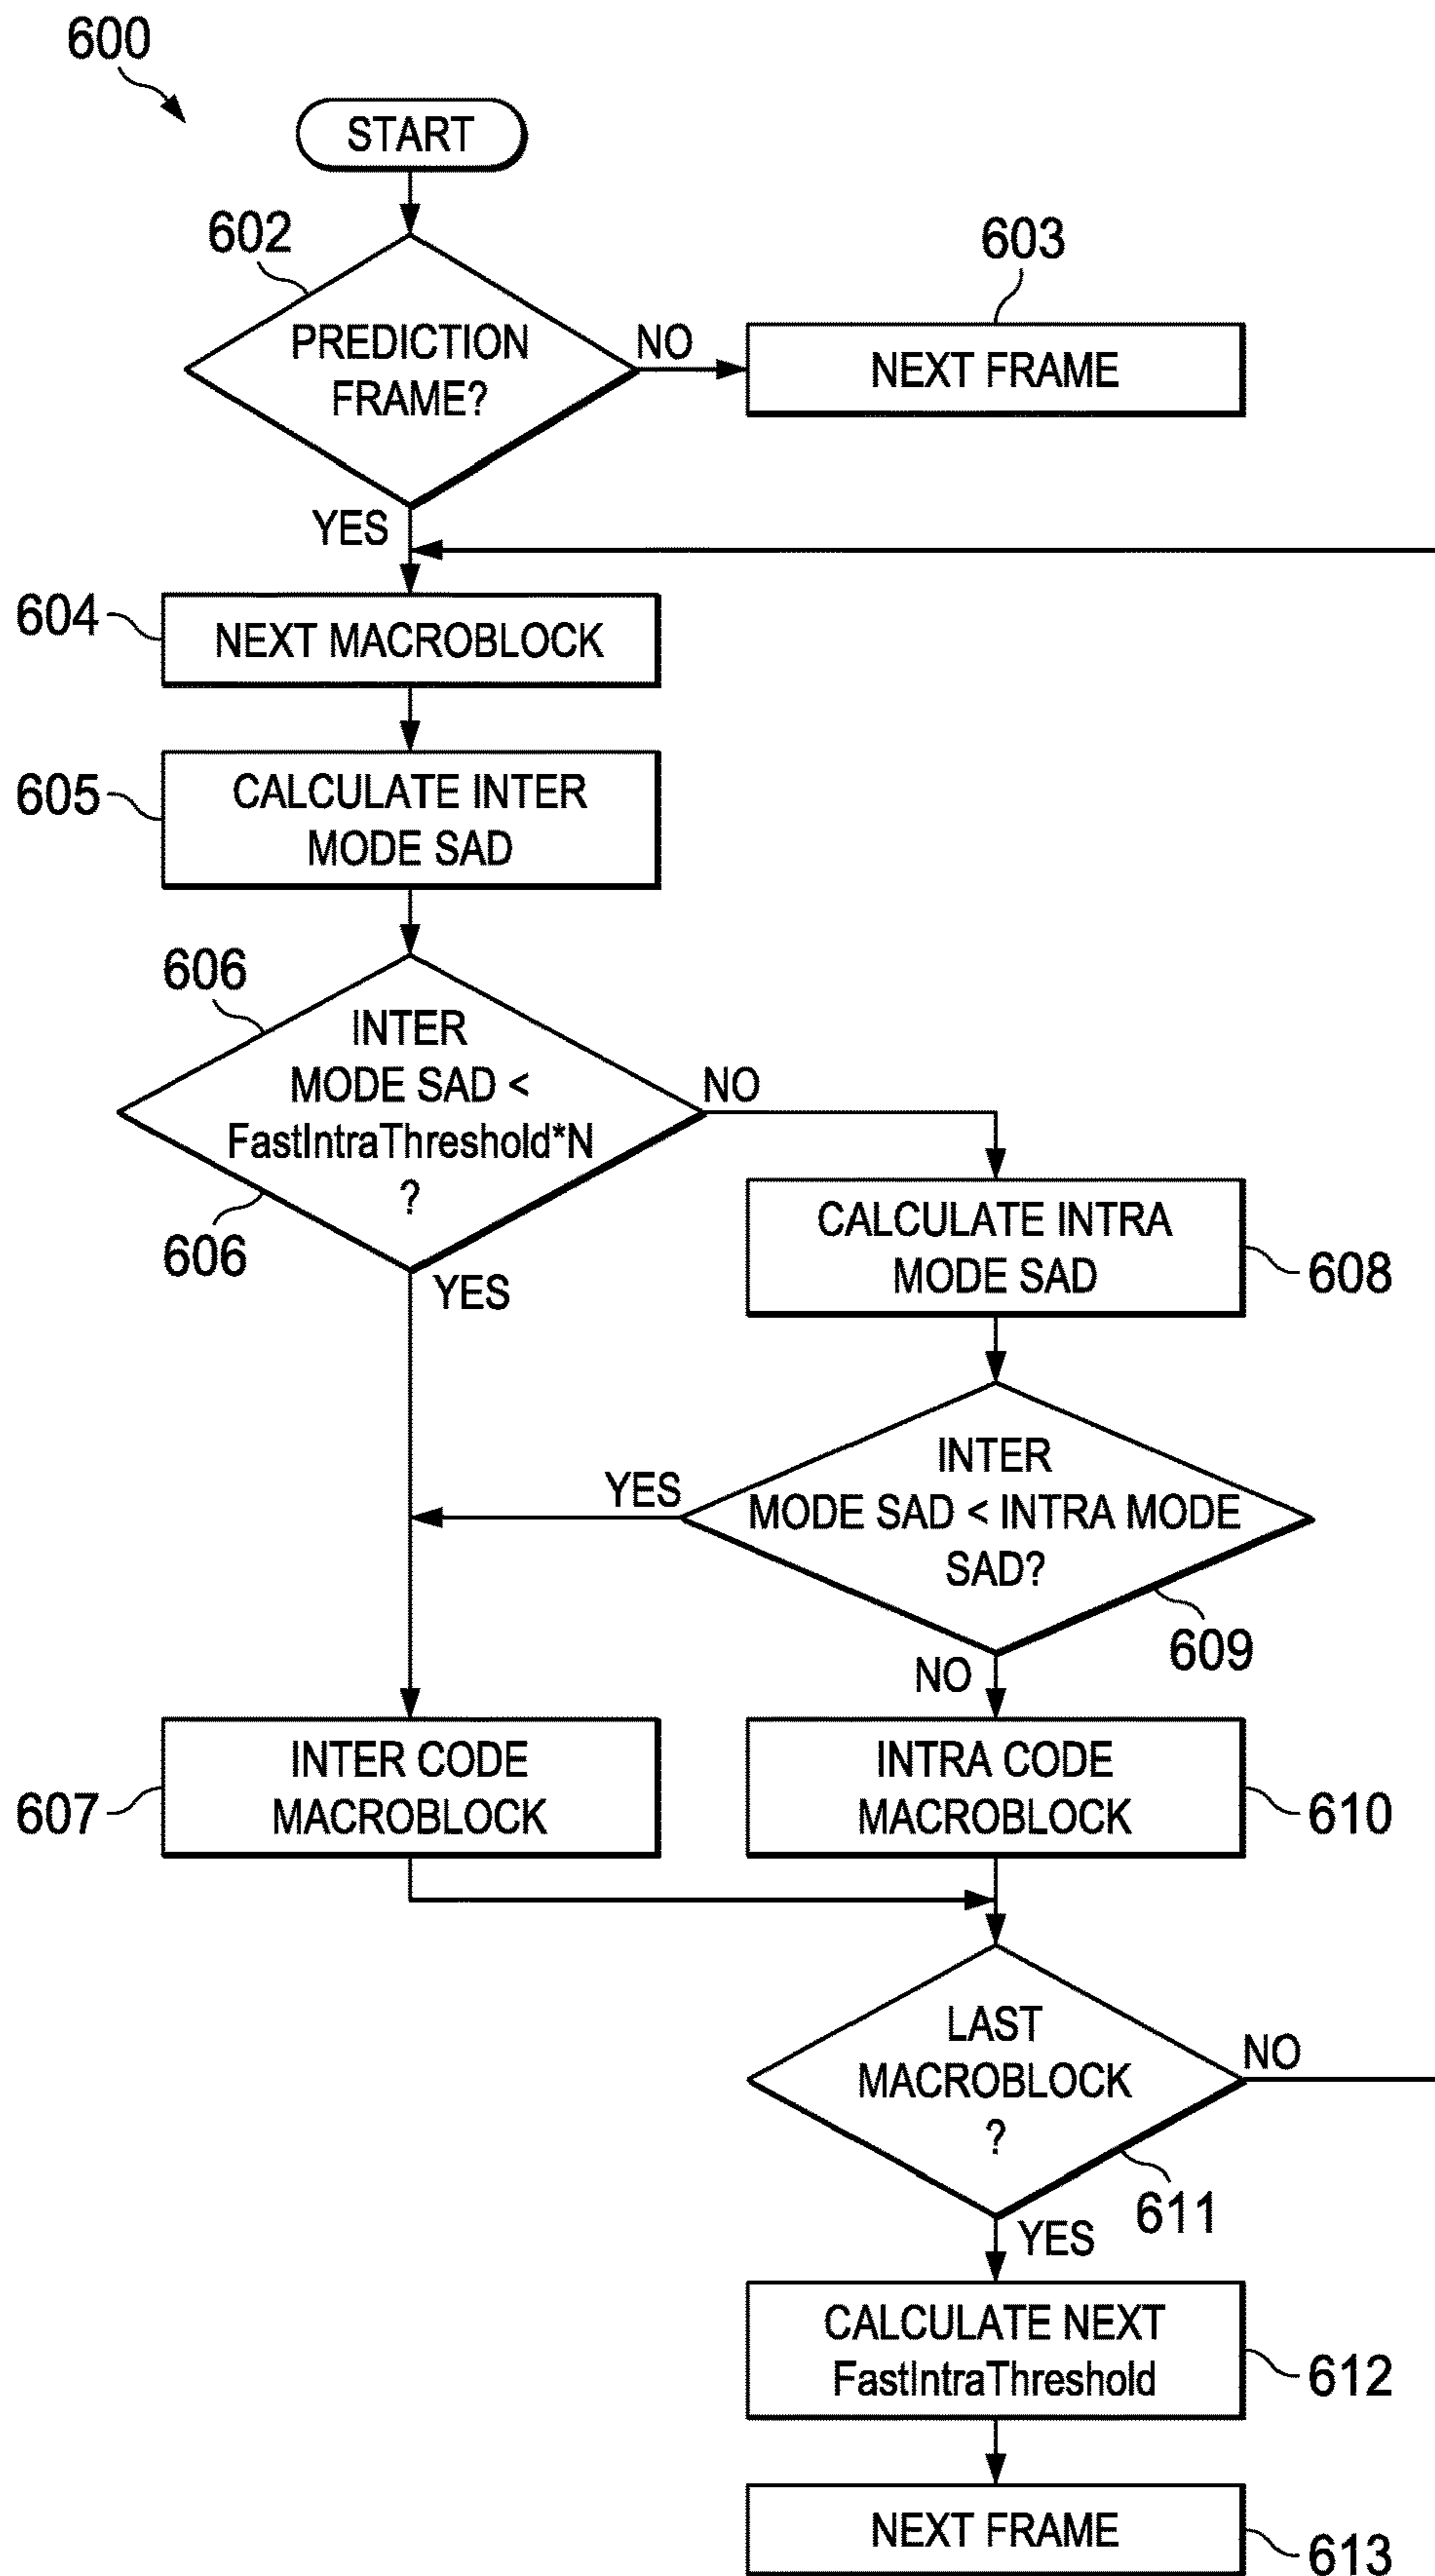 600
START
602
603
PREDICTION
FRAME?
NO
NEXT FRAME
YES
604
NEXT MACROBLOCK
605
CALCULATE INTER
MODE SAD
606
INTER
MODE SAD <
FastIntraThreshold*N
?
NO
606
YES
CALCULATE INTRA
MODE SAD
608
INTER
MODE SAD < INTRA MODE
SAD?
YES
609
NO
INTER CODE
MACROBLOCK
607
INTRA CODE
MACROBLOCK
610
LAST
MACROBLOCK
?
NO
611
YES
CALCULATE NEXT
FastIntraThreshold
612
NEXT FRAME
613